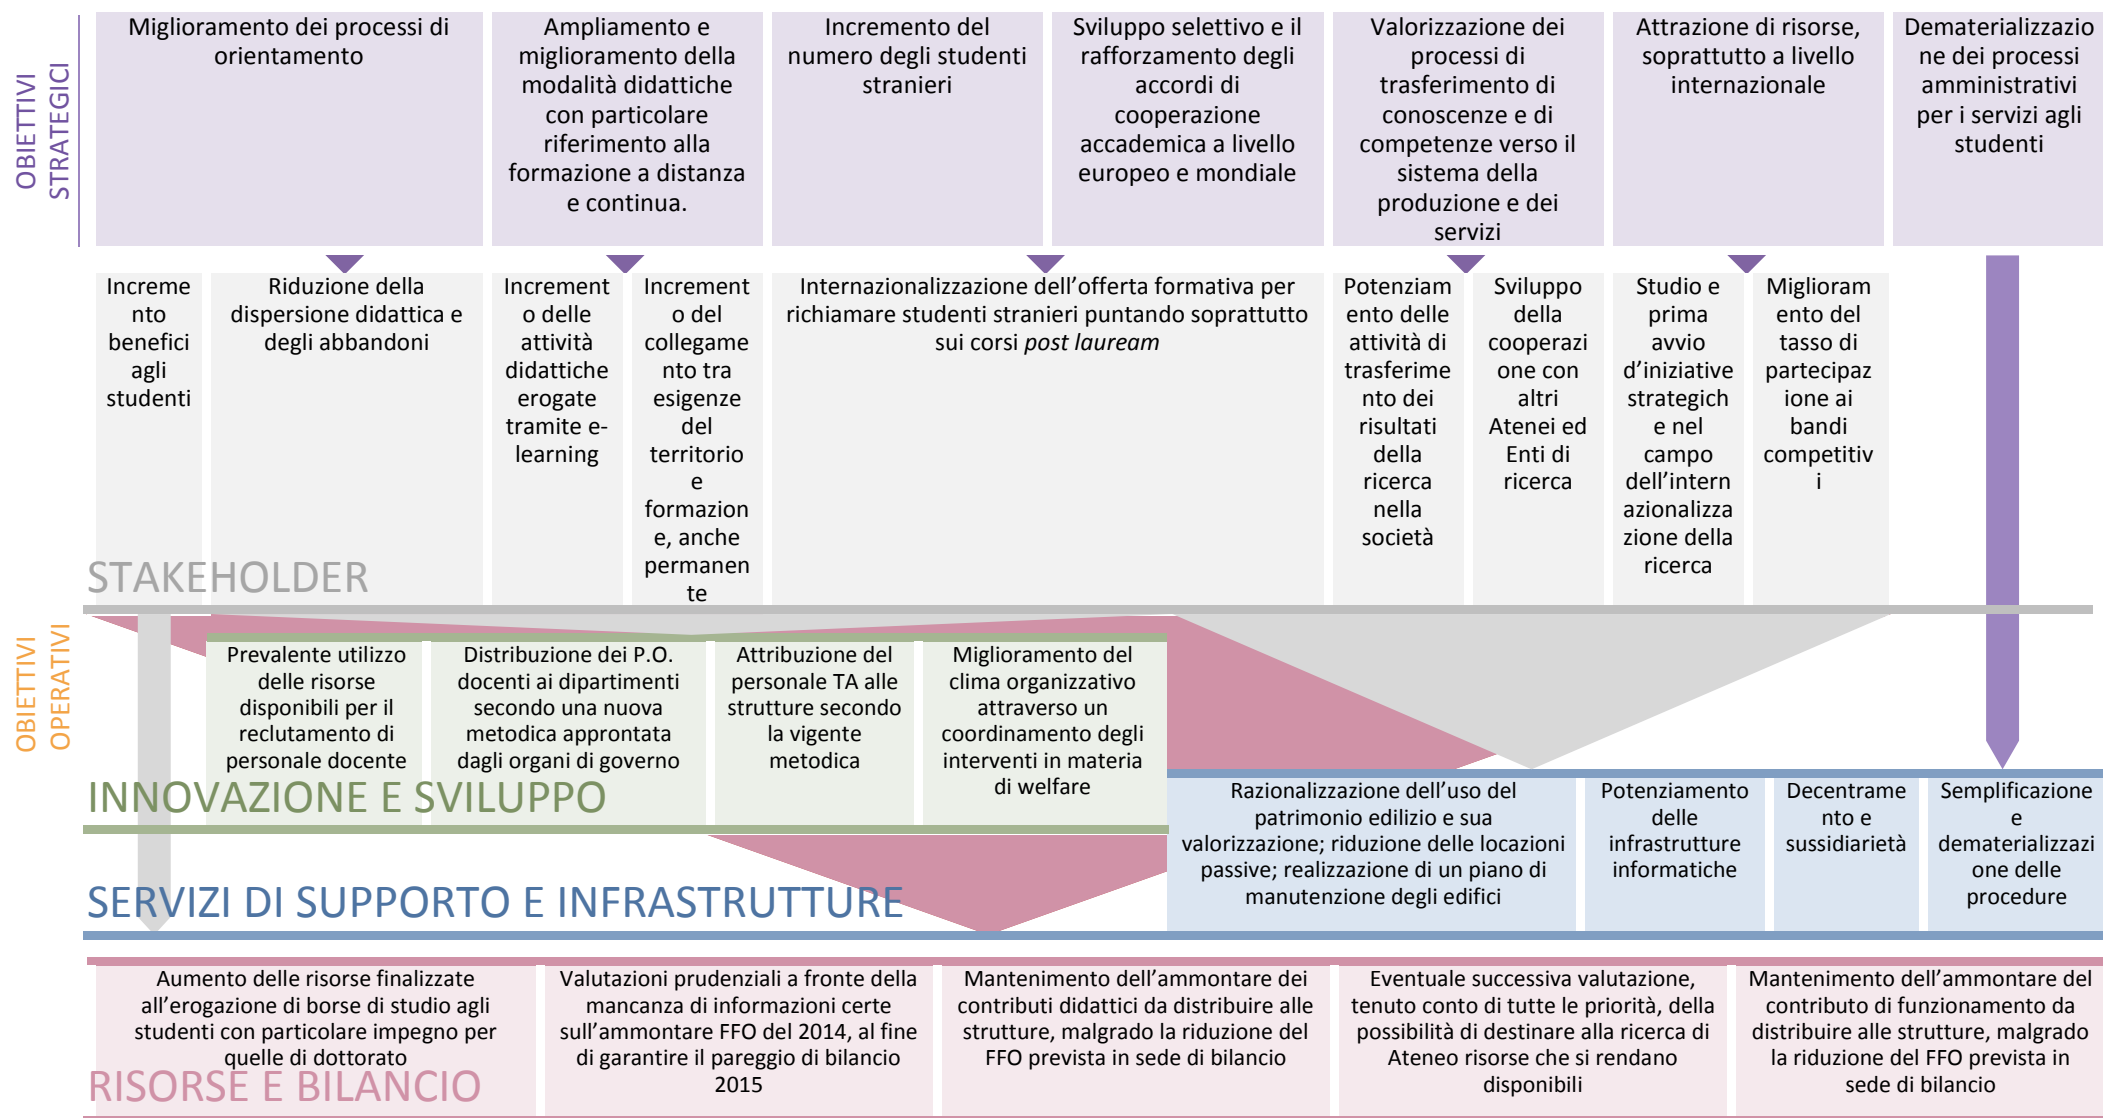 OBIETTIVI
STRATEGICI
Miglioramento dei processi di
orientamento
Ampliamento e
miglioramento della
modalità didattiche
con particolare
riferimento alla
formazione a distanza
e continua.
Incremento del
numero degli studenti
stranieri
Sviluppo selettivo e il
rafforzamento degli
accordi di
cooperazione
accademica a livello
europeo e mondiale
Valorizzazione dei
processi di
trasferimento di
conoscenze e di
competenze verso il
sistema della
produzione e dei
servizi
Attrazione di risorse,
soprattutto a livello
internazionale
Dematerializzazio
ne dei processi
amministrativi
per i servizi agli
studenti
Increme
nto
benefici
agli
studenti
Riduzione della
dispersione didattica e
degli abbandoni
Increment
o delle
attività
didattiche
erogate
tramite e-
learning
Increment
o del
collegame
nto tra
esigenze
del
territorio
e
formazion
e, anche
permanen
te
Internazionalizzazione dell'offerta formativa per
richiamare studenti stranieri puntando soprattutto
sui corsi post lauream
Potenziam
ento delle
attività di
trasferime
nto dei
risultati
della
ricerca
nella
società
Sviluppo
della
cooperazi
one con
altri
Atenei ed
Enti di
ricerca
Studio e
prima
avvio
d'iniziative
strategich
e nel
campo
dell'intern
azionalizza
zione della
ricerca
Miglioram
ento del
tasso di
partecipaz
ione ai
bandi
competitiv
i
STAKEHOLDER
OBIETTIVI
OPERATIVI
Prevalente utilizzo
delle risorse
disponibili per il
reclutamento di
personale docente
Distribuzione dei P.O.
docenti ai dipartimenti
secondo una nuova
metodica approntata
dagli organi di governo
Attribuzione del
personale TA alle
strutture secondo
la vigente
metodica
Miglioramento del
clima organizzativo
attraverso un
coordinamento degli
interventi in materia
di welfare
INNOVAZIONE E SVILUPPO
Razionalizzazione dell'uso del
patrimonio edilizio e sua
valorizzazione; riduzione delle locazioni
passive; realizzazione di un piano di
manutenzione degli edifici
Potenziamento
delle
infrastrutture
informatiche
Decentrame
nto e
sussidiarietà
Semplificazione
e
dematerializzazi
one delle
procedure
SERVIZI DI SUPPORTO E INFRASTRUTTURE
Aumento delle risorse finalizzate
all'erogazione di borse di studio agli
studenti con particolare impegno per
quelle di dottorato
Valutazioni prudenziali a fronte della
mancanza di informazioni certe
sull'ammontare FFO del 2014, al fine
di garantire il pareggio di bilancio
2015
Mantenimento dell'ammontare dei
contributi didattici da distribuire alle
strutture, malgrado la riduzione del
FFO prevista in sede di bilancio
Eventuale successiva valutazione,
tenuto conto di tutte le priorità, della
possibilità di destinare alla ricerca di
Ateneo risorse che si rendano
disponibili
Mantenimento dell'ammontare del
contributo di funzionamento da
distribuire alle strutture, malgrado
la riduzione del FFO prevista in
sede di bilancio
RISORSE E BILANCIO